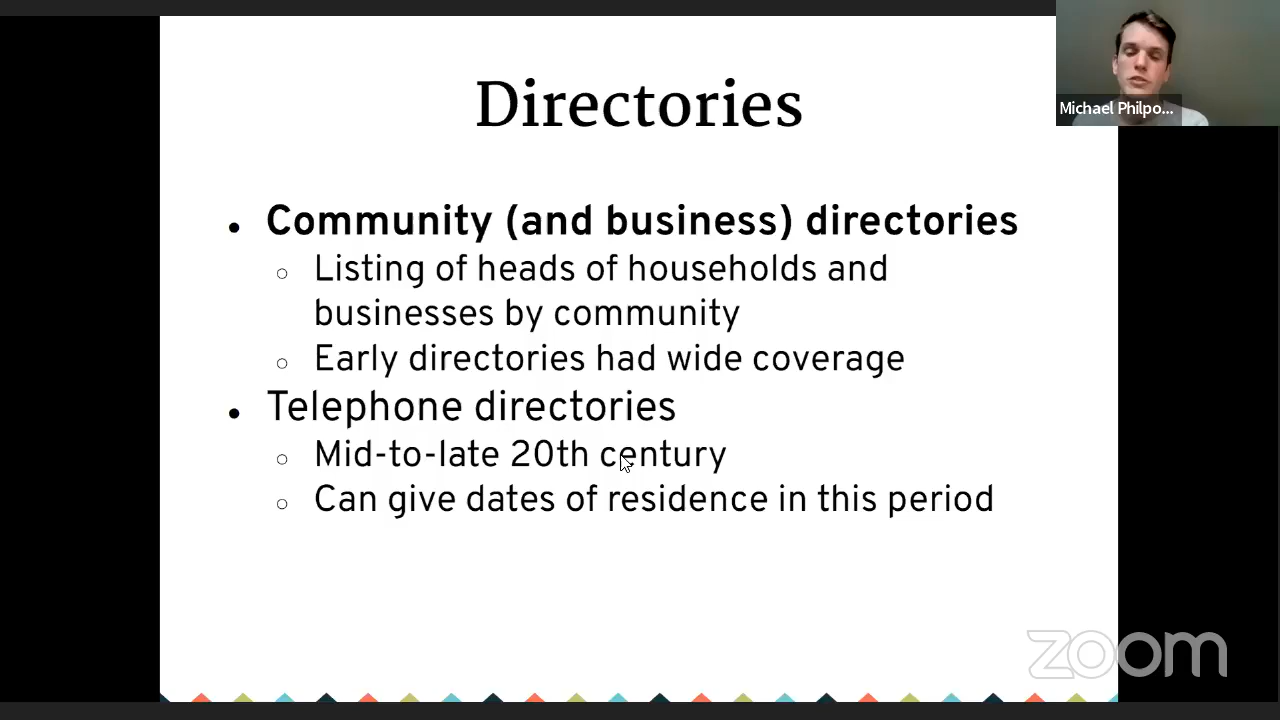 Directories
Michael Philpo...
● Community (and business) directories
○ Listing of heads of households and
businesses by community
○ Early directories had wide coverage
● Telephone directories
○ Mid-to-late 20th century
○ Can give dates of residence in this period
zoom